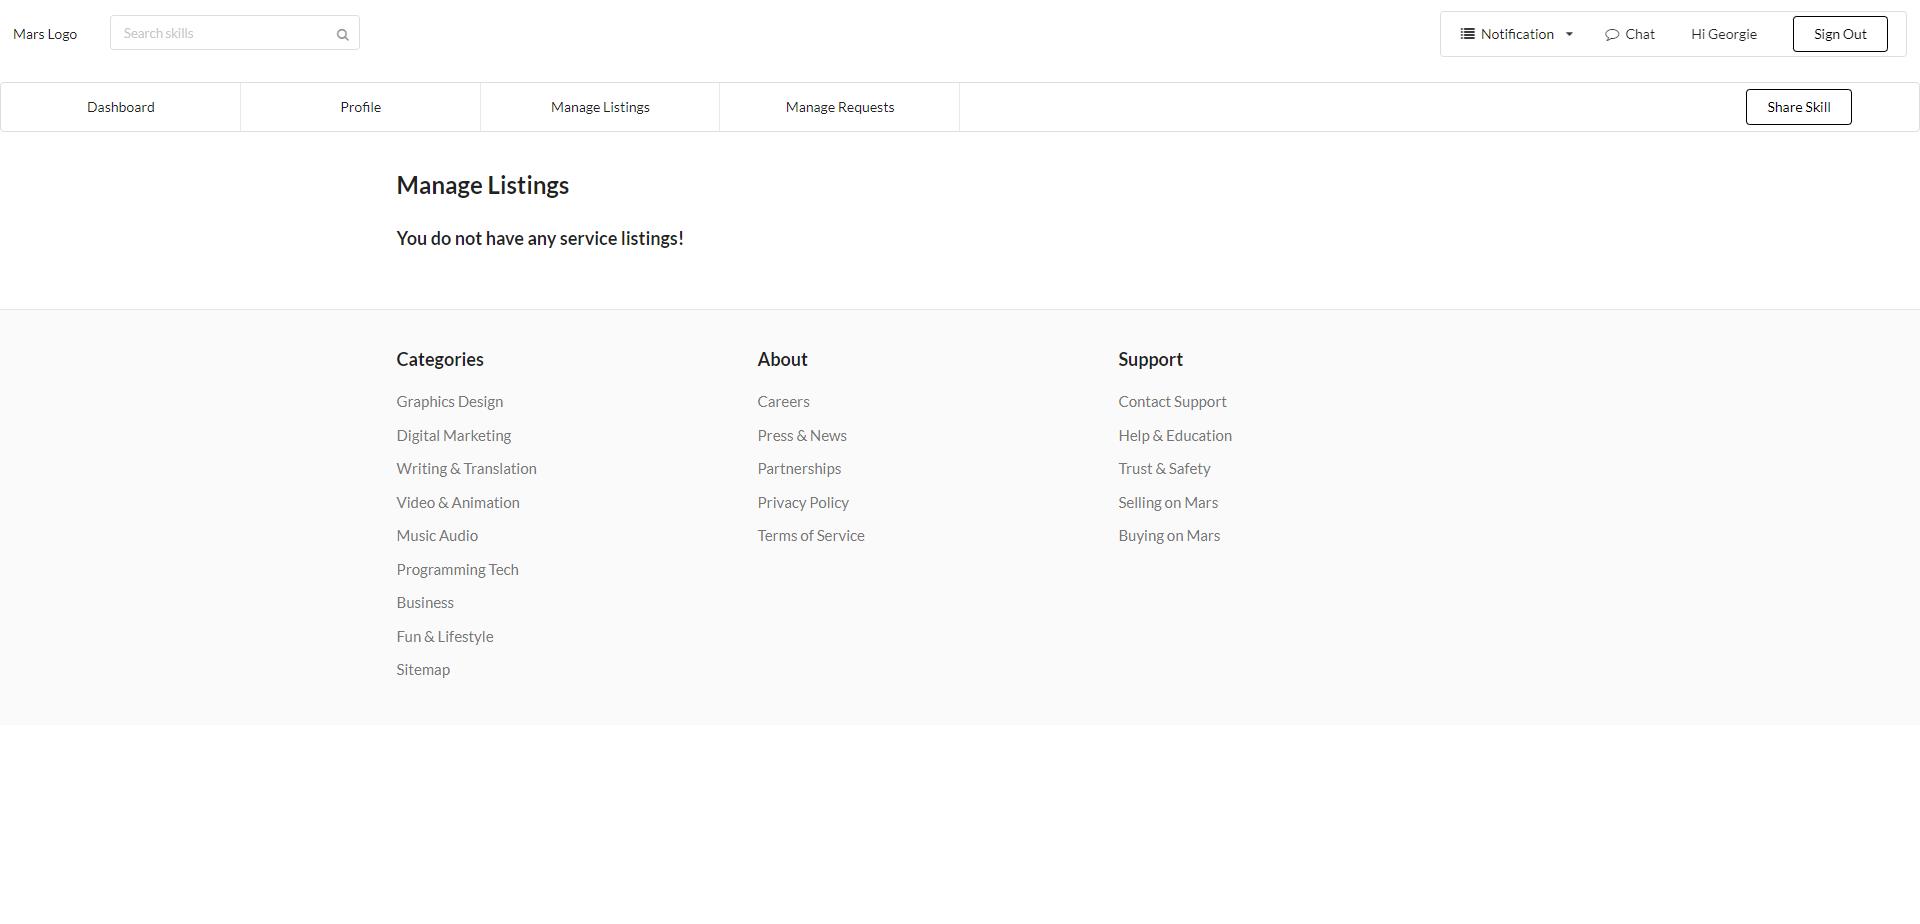 Mars Logo
Search skills
Notification
Chat
Hi Georgie
Sign Out
Dashboard
Profile
Manage Listings
Manage Requests
Share Skill
Manage Listings
You do not have any service listings!
Categories
Graphics Design
Digital Marketing
Writing & Translation
Video & Animation
Music Audio
Programming Tech
Business
Fun & Lifestyle
Sitemap
About
Careers
Press & News
Partnerships
Privacy Policy
Terms of Service
Support
Contact Support
Help & Education
Trust & Safety
Selling on Mars
Buying on Mars